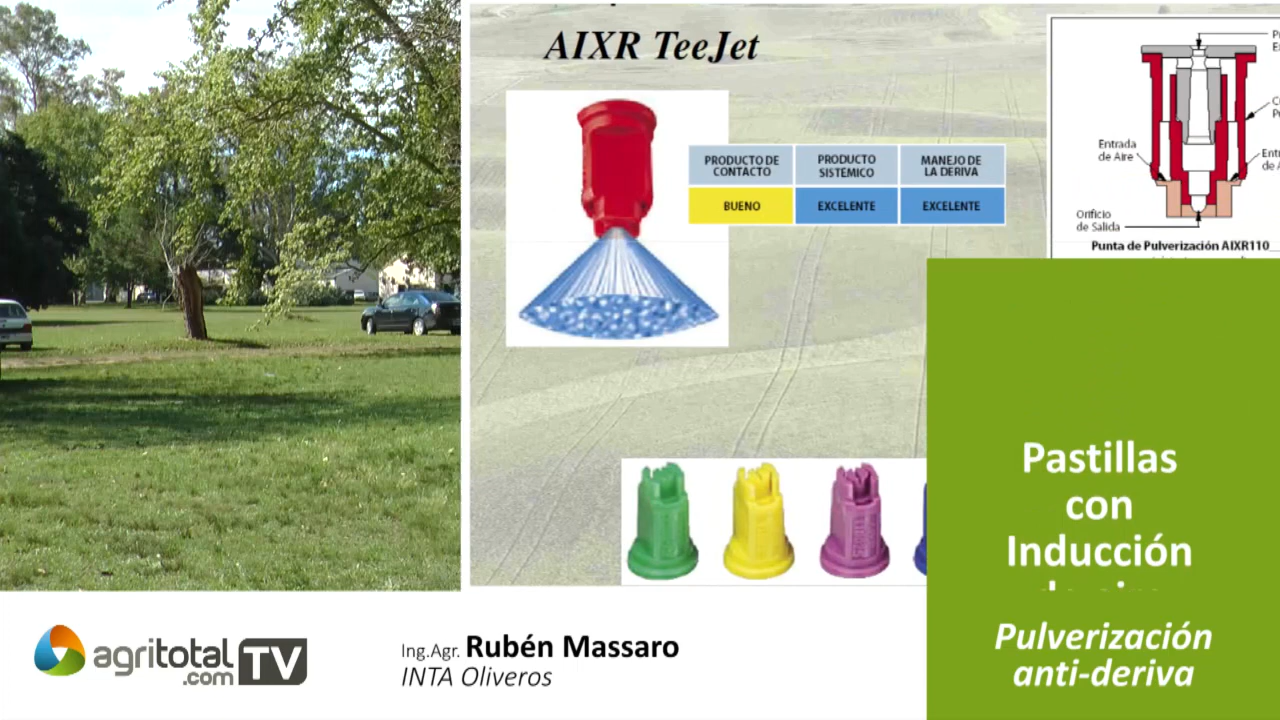 AIXR TeeJet
PRODUCTO DE
CONTACTO
PRODUCTO
SISTÉMICO
MANEJO DE
LA DERIVA
BUENO
EXCELENTE
EXCELENTE
Entrada
de Aire
Orificio
de Salida
Punta de Pulverización AIXR110
Pastillas
con
Inducción
Pulverización
anti-deriva
agritotal
.com
TV
Ing.Agr. Rubén Massaro
INTA Oliveros